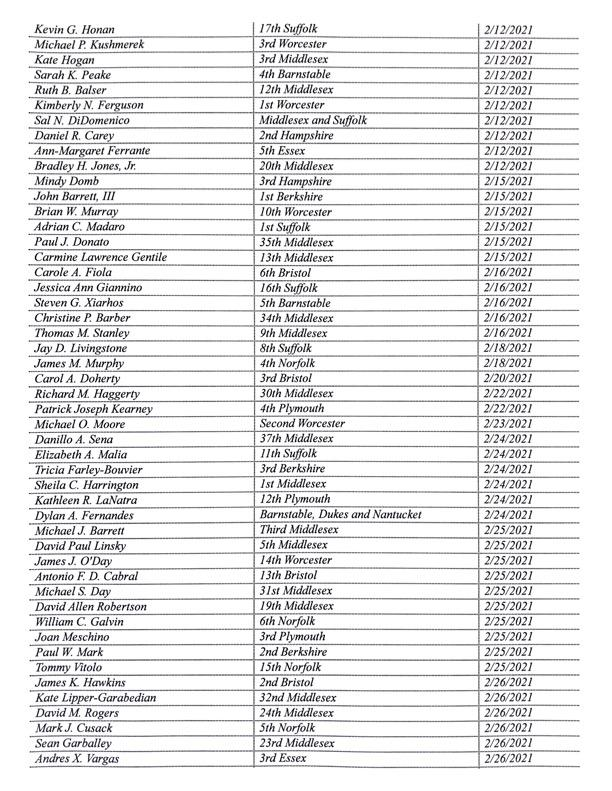 Kevin G. Honan 17th Suffolk 2/12/2021
Michael P. Kushmerek 3rd Worcester 2/12/2021
Kate Hogan 3rd Middlesex 2/12/2021
Sarah K. Peake 4th Barnstable 2/12/2021
Ruth B. Balser 12th Middlesex 2/12/2021
Kimberly N. Ferguson 1st Worcester 2/12/2021
Sal N. DiDomenico Middlesex and Suffolk 2/12/2021
Daniel R. Carey 2nd Hampshire 2/12/2021
Ann-Margaret Ferrante 5th Essex 2/12/2021
Bradley H. Jones, Jr. 20th Middlesex 2/12/2021
Mindy Domb 3rd Hampshire 2/15/2021
John Barrett, III 1st Berkshire 2/15/2021
Brian W. Murray 10th Worcester 2/15/2021
Adrian C. Madaro 1st Suffolk 2/15/2021
Paul J. Donato 35th Middlesex 2/15/2021
Carmine Lawrence Gentile 13th Middlesex 2/15/2021
Carole A. Fiola 6th Bristol 2/16/2021
Jessica Ann Giannino 16th Suffolk 2/16/2021
Steven G. Xiarhos 5th Barnstable 2/16/2021
Christine P. Barber 34th Middlesex 2/16/2021
Thomas M. Stanley 9th Middlesex 2/16/2021
Jay D. Livingstone 8th Suffolk 2/18/2021
James M. Murphy 4th Norfolk 2/18/2021
Carol A. Doherty 3rd Bristol 2/20/2021
Richard M. Haggerty 30th Middlesex 2/22/2021
Patrick Joseph Kearney 4th Plymouth 2/22/2021
Michael O. Moore Second Worcester 2/23/2021
Danillo A. Sena 37th Middlesex 2/24/2021
Elizabeth A. Malia 11th Suffolk 2/24/2021
Tricia Farley-Bouvier 3rd Berkshire 2/24/2021
Sheila C. Harrington 1st Middlesex 2/24/2021
Kathleen R. LaNatra 12th Plymouth 2/24/2021
Dylan A. Fernandes Barnstable, Dukes and Nantucket 2/24/2021
Michael J. Barrett Third Middlesex 2/25/2021
David Paul Linsky 5th Middlesex 2/25/2021
James J. O'Day 14th Worcester 2/25/2021
Antonio F. D. Cabral 13th Bristol 2/25/2021
Michael S. Day 31st Middlesex 2/25/2021
David Allen Robertson 19th Middlesex 2/25/2021
William C. Galvin 6th Norfolk 2/25/2021
Joan Meschino 3rd Plymouth 2/25/2021
Paul W. Mark 2nd Berkshire 2/25/2021
Tommy Vitolo 15th Norfolk 2/25/2021
James K. Hawkins 2nd Bristol 2/26/2021
Kate Lipper-Garabedian 32nd Middlesex 2/26/2021
David M. Rogers 24th Middlesex 2/26/2021
Mark J. Cusack 5th Norfolk 2/26/2021
Sean Garballey 23rd Middlesex 2/26/2021
Andres X. Vargas 3rd Essex 2/26/2021